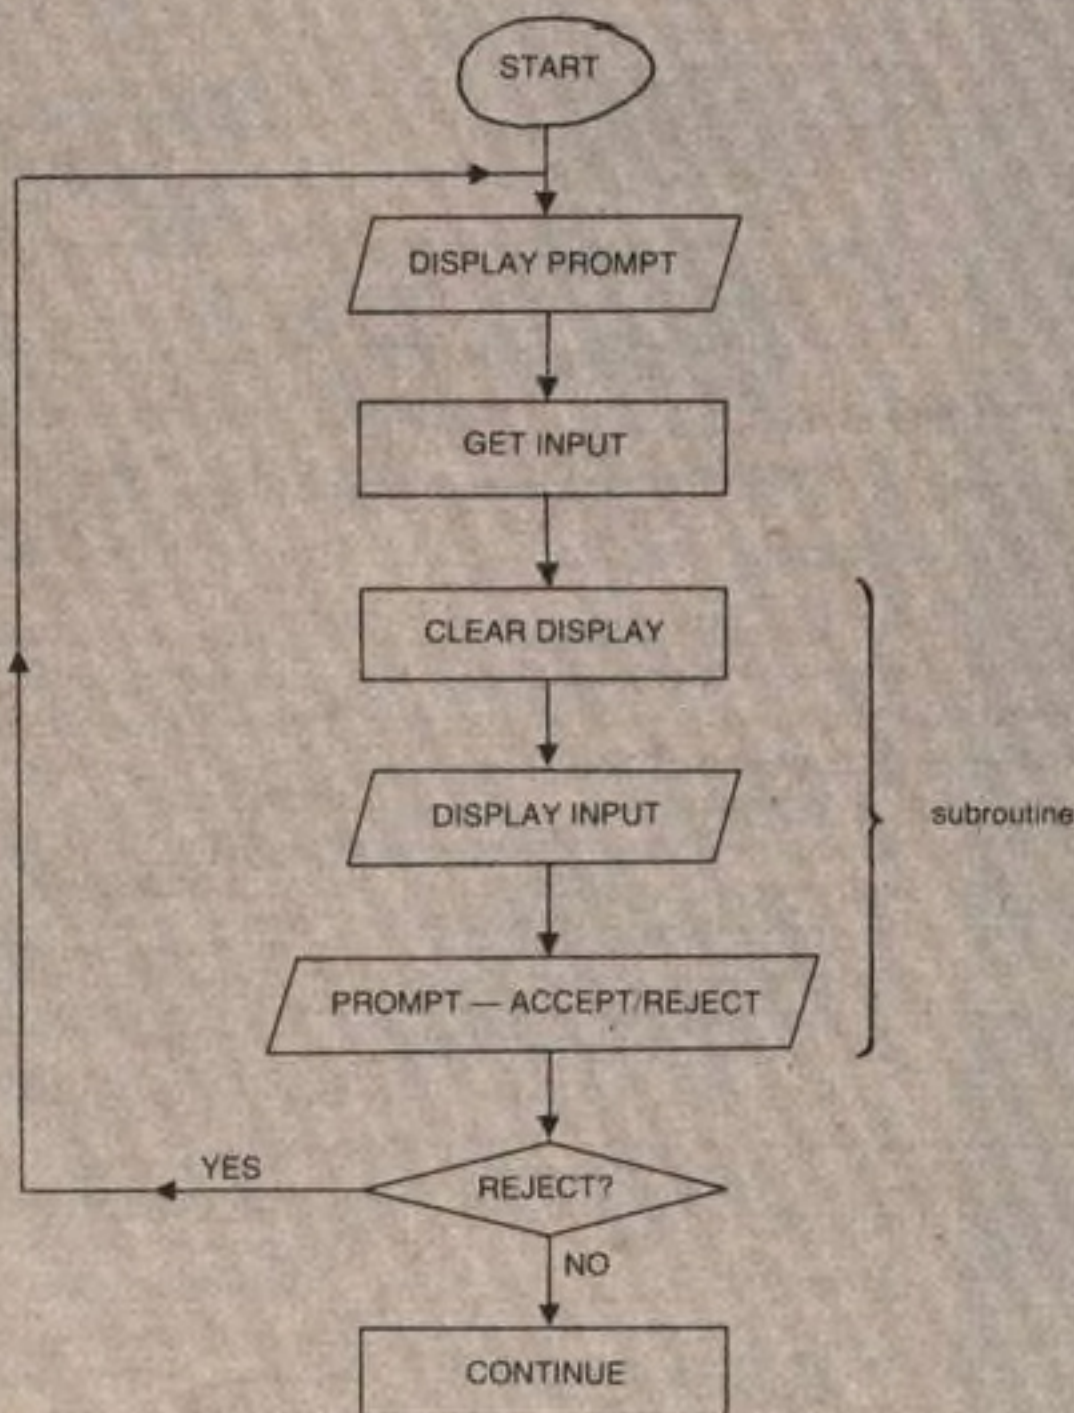 START
DISPLAY PROMPT
GET INPUT
CLEAR DISPLAY
DISPLAY INPUT
subroutine
PROMPT — ACCEPT/REJECT
YES
REJECT?
NO
CONTINUE